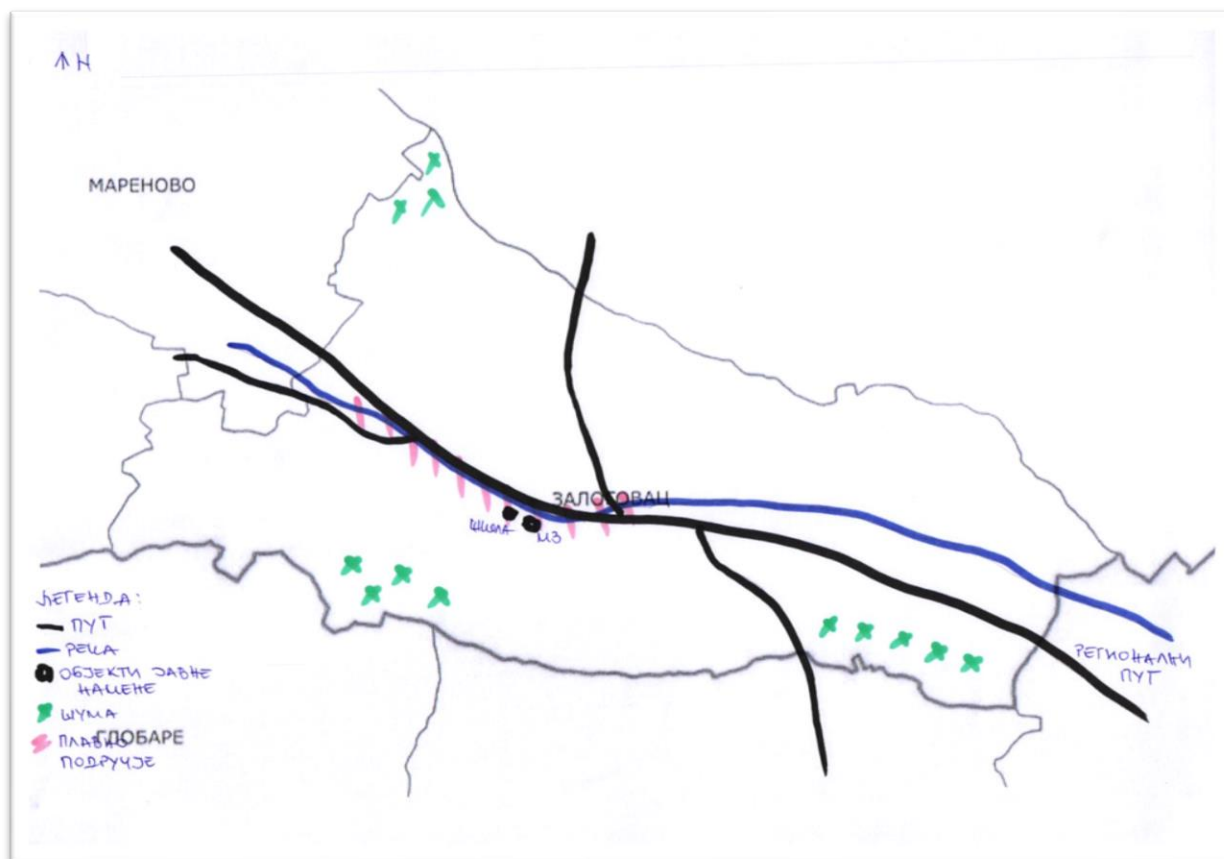 ↑ Н
МАРЕНОВО
ЗАЛОГОВАЦ
ШКОЛА
МЗ
РЕГИОНАЛНИ
ПУТ
ЛЕГЕНДА:
ПУТ
РЕКА
ОБЈЕКТИ ЈАВНЕ
НАМЕНЕ
ШУМА
ПЛАВНО
ПОДРУЧЈЕ
ГЛОБАРЕ